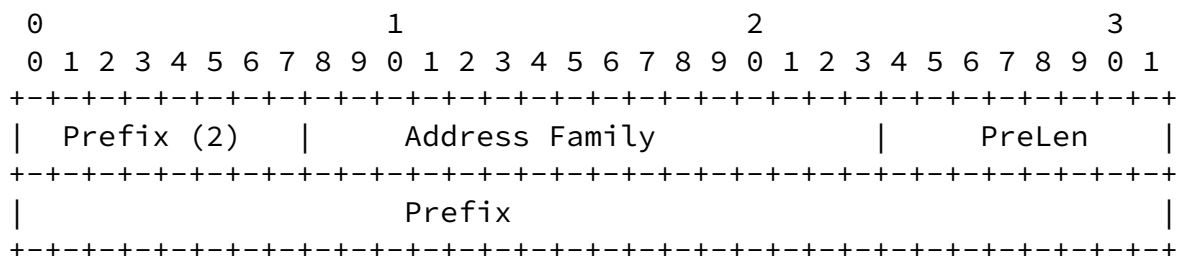 0                   1                   2                   3
 0 1 2 3 4 5 6 7 8 9 0 1 2 3 4 5 6 7 8 9 0 1 2 3 4 5 6 7 8 9 0 1
+-+-+-+-+-+-+-+-+-+-+-+-+-+-+-+-+-+-+-+-+-+-+-+-+-+-+-+-+-+-+-+-+
|  Prefix (2)   |     Address Family            |     PreLen    |
+-+-+-+-+-+-+-+-+-+-+-+-+-+-+-+-+-+-+-+-+-+-+-+-+-+-+-+-+-+-+-+-+
|                     Prefix                                    |
+-+-+-+-+-+-+-+-+-+-+-+-+-+-+-+-+-+-+-+-+-+-+-+-+-+-+-+-+-+-+-+-+